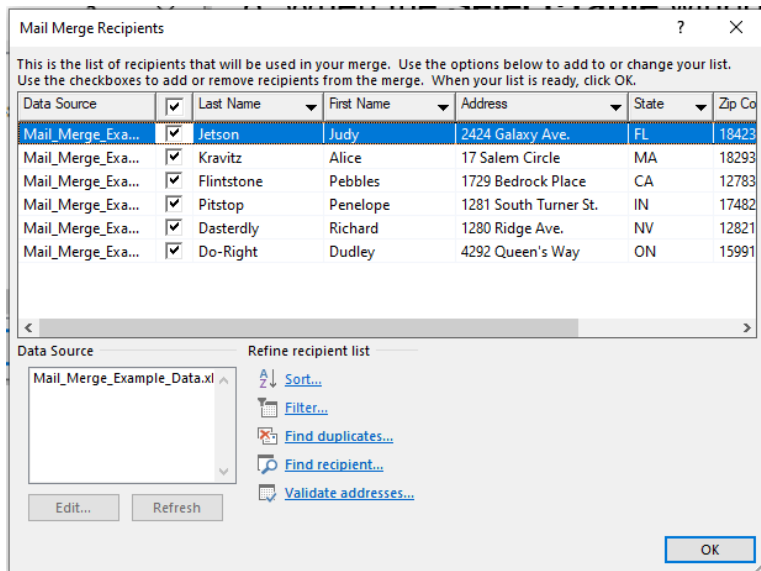 Mail Merge Recipients ?
This is the list of recipients that will be used in your merge. Use the options below to add to or change your list.
Use the checkboxes to add or remove recipients from the merge. When your list is ready, click OK.
Data Source Last Name First Name Address State Zip Co
Mail_Merge_Exa... Jetson Judy 2424 Galaxy Ave. FL 18423
Mail_Merge_Exa... Kravitz Alice 17 Salem Circle MA 18293
Mail_Merge_Exa... Flintstone Pebbles 1729 Bedrock Place CA 12783
Mail_Merge_Exa... Pitstop Penelope 1281 South Turner St. IN 17482
Mail_Merge_Exa... Dasterdly Richard 1280 Ridge Ave. NV 12821
Mail_Merge_Exa... Do-Right Dudley 4292 Queen's Way ON 15991
Data Source Refine recipient list
Mail_Merge_Example_Data.xl
Sort...
Filter...
Find duplicates...
Find recipient...
Validate addresses...
Edit... Refresh
OK